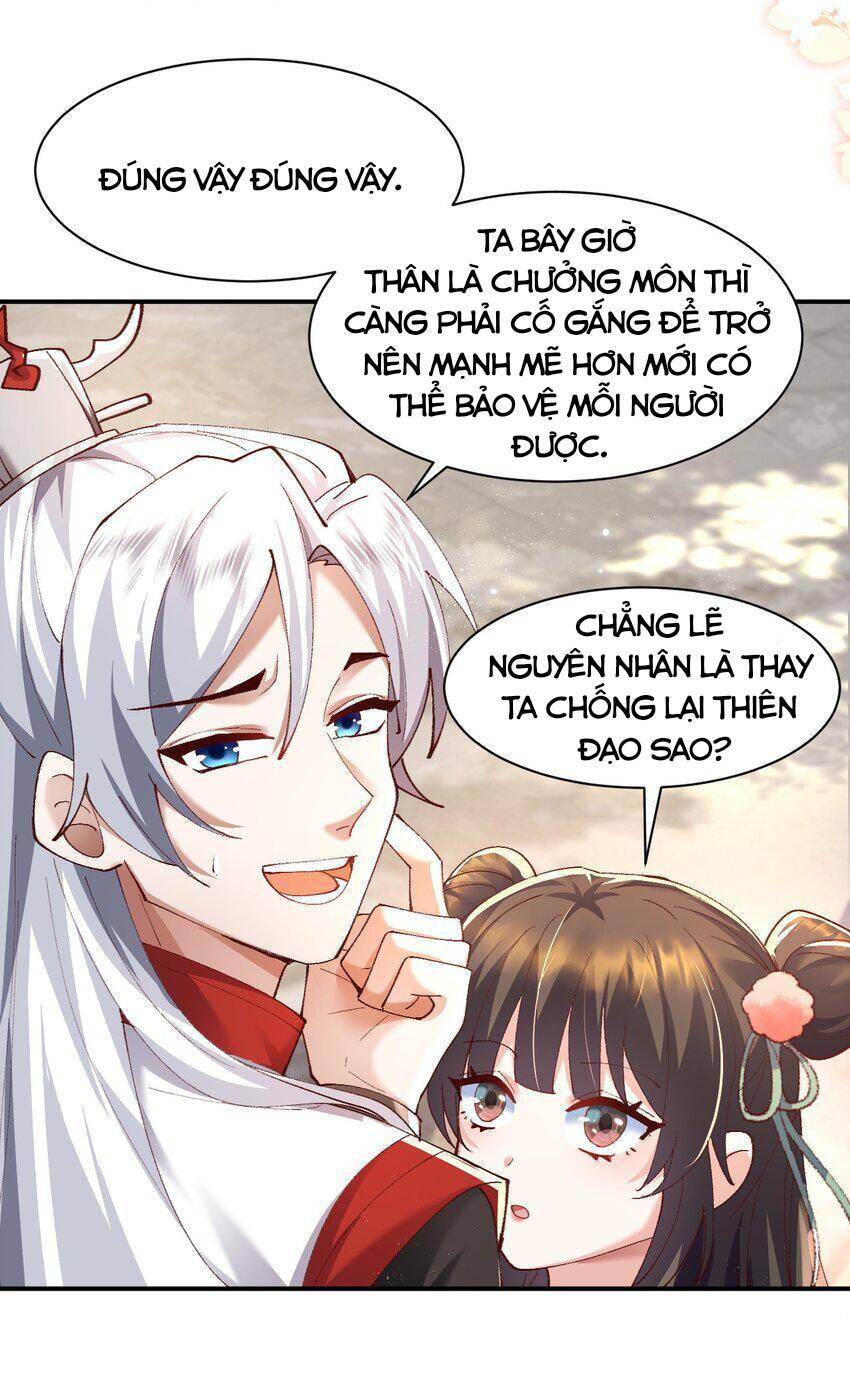 ĐÚNG VẬY ĐÚNG VẬY.
TA BÂY GIỜ
THÂN LÀ CHƯỞNG MÔN THÌ
CÀNG PHẢI CỐ GẮNG ĐỂ TRỞ
NÊN MẠNH MẼ HƠN MỚI CÓ
THỂ BẢO VỆ MỖI NGƯỜI
ĐƯỢC.
CHẲNG LẼ
NGUYÊN NHÂN LÀ THAY
TA CHỐNG LẠI THIÊN
ĐẠO SAO?